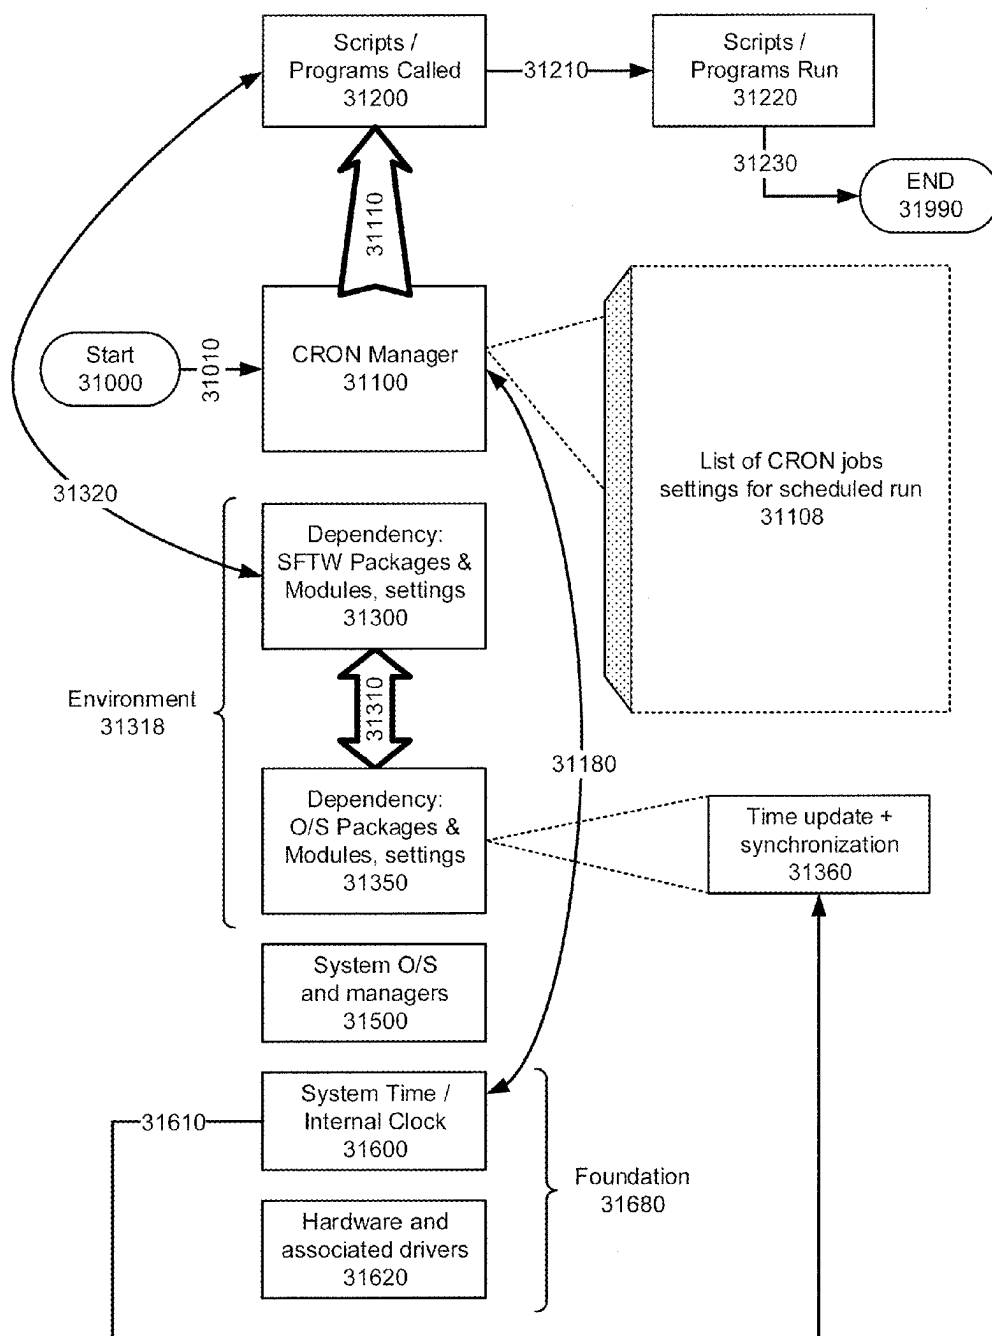 Scripts /
Programs Called
31200
31210
Scripts /
Programs Run
31220
31230
END
31990
31110
Start
31000
31010
CRON Manager
31100
List of CRON jobs
settings for scheduled run
31108
31320
Dependency:
SFTW Packages &
Modules, settings
31300
Environment
31318
31310
31180
Dependency:
O/S Packages &
Modules, settings
31350
Time update +
synchronization
31360
System O/S
and managers
31500
System Time /
Internal Clock
31600
31610
Foundation
31680
Hardware and
associated drivers
31620